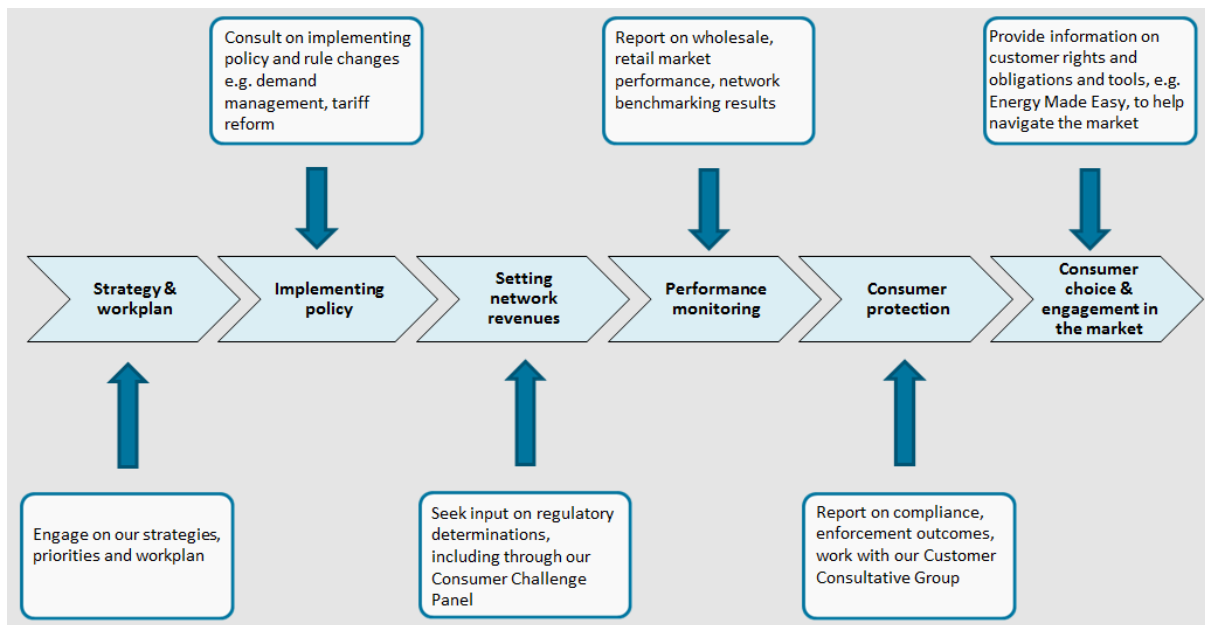 Consult on implementing
policy and rule changes
e.g. demand
management, tariff
reform
Report on wholesale,
retail market
performance, network
benchmarking results
Provide information on
customer rights and
obligations and tools, e.g.
Energy Made Easy, to help
navigate the market
Strategy &
workplan
Implementing
policy
Setting
network
revenues
Performance
monitoring
Consumer
protection
Consumer
choice &
engagement in
the market
Engage on our strategies,
priorities and workplan
Seek input on regulatory
determinations,
including through our
Consumer Challenge
Panel
Report on compliance,
enforcement outcomes,
work with our Customer
Consultative Group